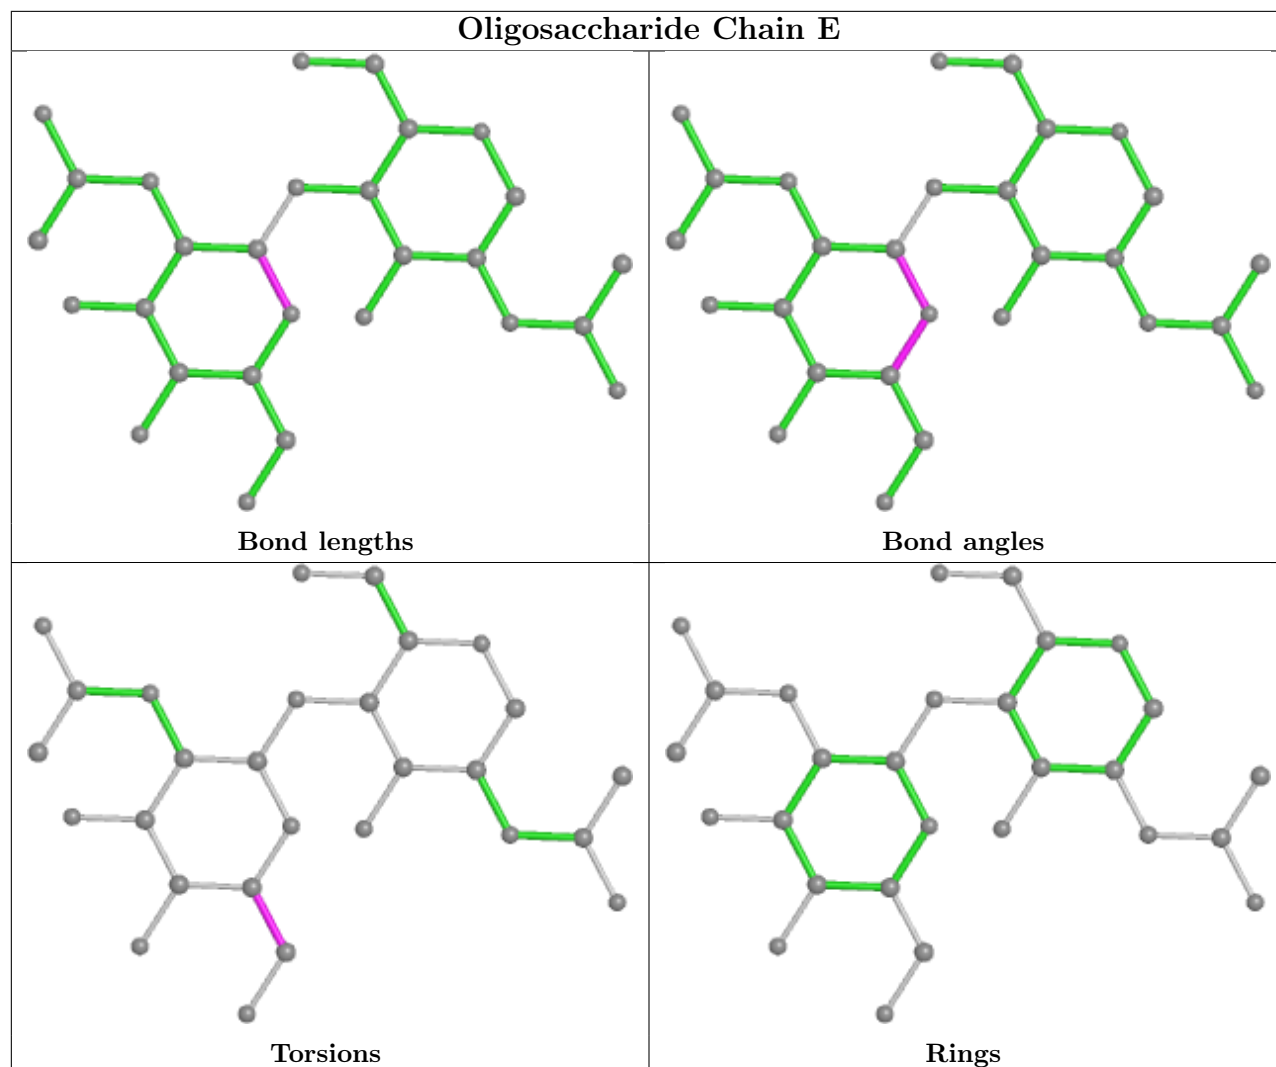 Oligosaccharide Chain E
Bond lengths
Bond angles
Torsions
Rings